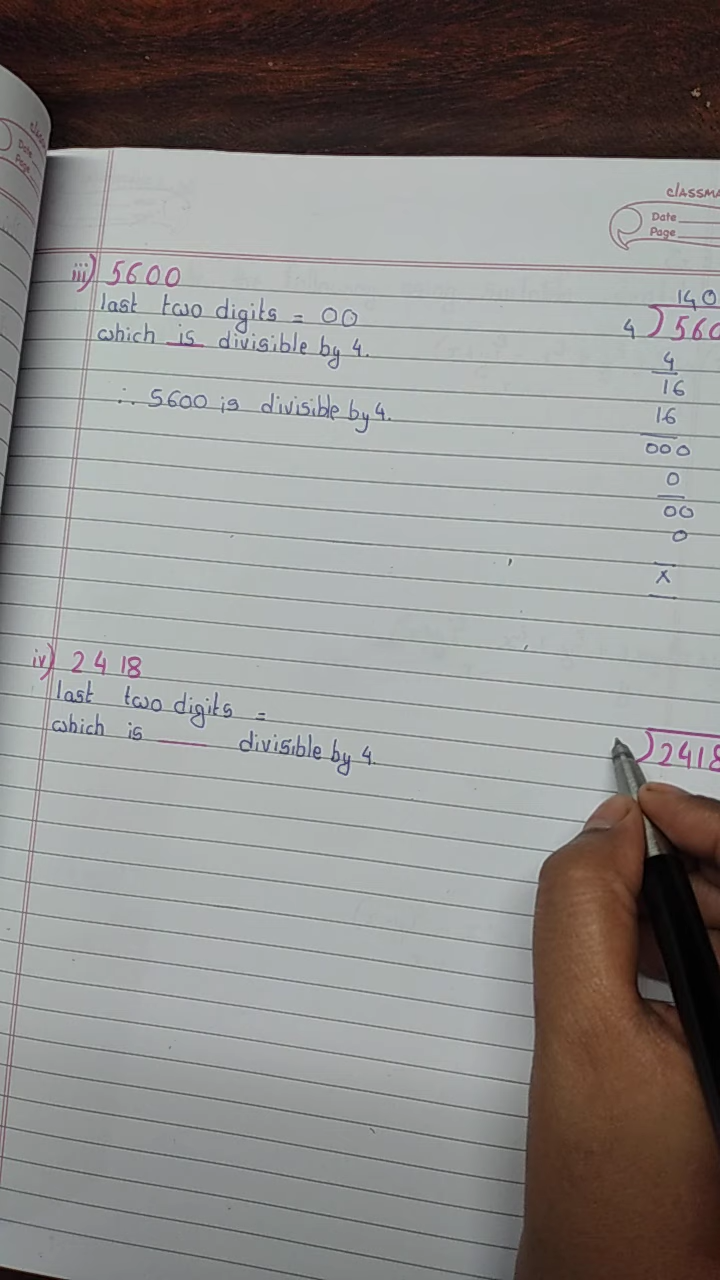 classma
Date
Page
iii) 5600
last two digits = 00
which is divisible by 4.
∴ 5600 is divisible by 4.
140
4 ) 560
4
16
16
000
0
00
0
x
iv) 2418
last two digits =
which is ___ divisible by 4.
) 2418